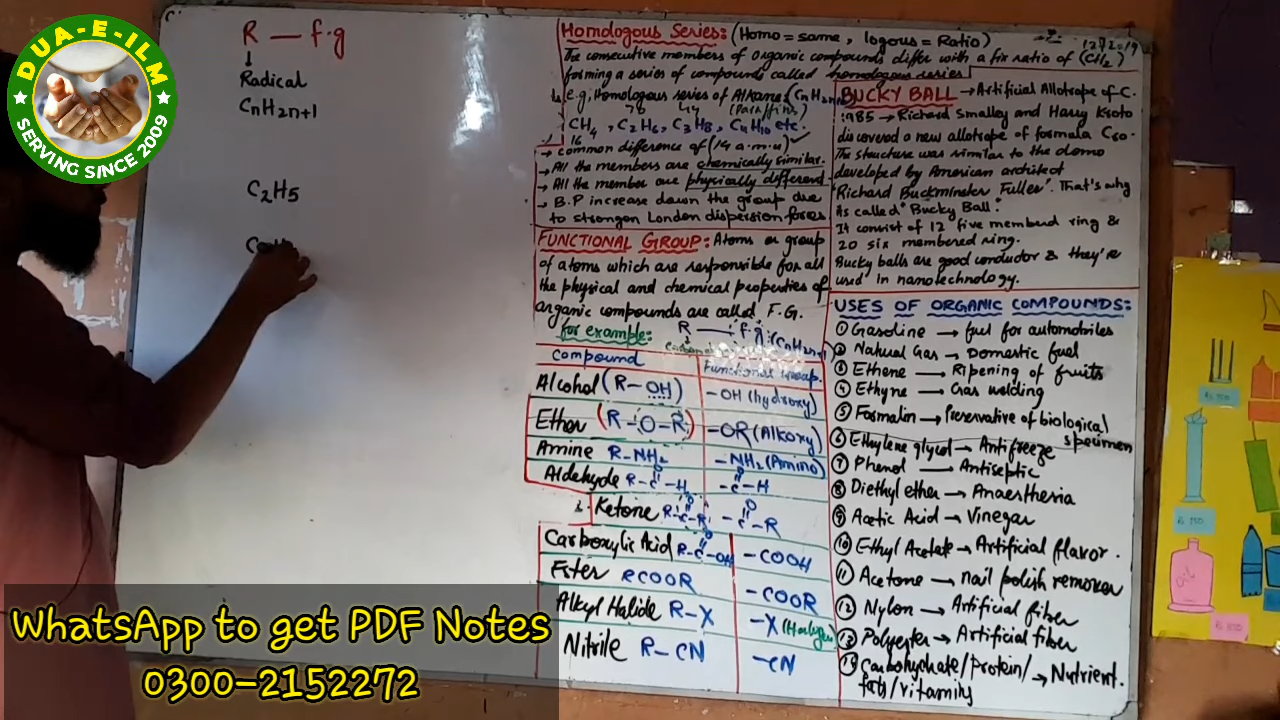 DUA-E-ILM
SERVING SINCE 2009
R — f.g
↓
Radical
CnH2n+1
C2H5
Homologous Series: (Homo = same, logous = Ratio)
The consecutive members of organic compounds differ with a fix ratio of (CH2)
forming a series of compound called homologous series.
e.g; Homologous series of Alkanes (CnH2n+2)
(Paraffins)
CH4, C2H6, C3H8, C4H10 etc.
16
→ common difference of (14 a.m.u) ✓
→ All the members are chemically similar.
→ All the member are physically different
→ B.P increase down the group due
to stronger London dispersion forces
FUNCTIONAL GROUP: Atoms or group
of atoms which are responsible for all
the physical and chemical properties of
organic compounds are called F.G.
for example: R — f.g. (CnH2n+1)
Compound Functional Group.
Alcohol (R-OH) -OH (hydroxy)
Ether (R-O-R) -OR (Alkoxy)
Amine R-NH2 -NH2 (Amino)
Aldehyde R-C-H -C-H
O O
Ketone R-C-R -C-R
O O
Carboxylic Acid R-C-OH -COOH
O
Ester RCOOR -COOR
Alkyl Halide R-X -X (Halogen)
Nitrile R-CN -CN
BUCKY BALL → Artificial Allotrope of C.
1985 → Richard Smalley and Harry Kroto
discovered a new allotrope of formula C60.
The structure was similar to the domo
developed by American architect
"Richard Buckminster Fuller". That's why
As called "Bucky Ball."
It consist of 12 five memberd ring &
20 six membered ring.
Bucky balls are good conductor & they're
used in nanotechnology.
USES OF ORGANIC COMPOUNDS:
① Gasoline → fuel for automobiles
② Natural Gas → Domestic fuel
③ Ethene → Ripening of fruits
④ Ethyne → Gas welding
⑤ Formalin → Preservative of biological
specimen
⑥ Ethylene glycol → Antifreeze
⑦ Phenol → Antiseptic
⑧ Diethyl ether → Anaesthesia
⑨ Acetic Acid → Vinegar
⑩ Ethyl Acetate → Artificial flavor.
⑪ Acetone → nail polish remover
⑫ Nylon → Artificial fiber
⑬ Polyester → Artificial fiber
⑭ Carbohydrate/protein/ → Nutrient.
fats/vitamins
Oil
WhatsApp to get PDF Notes
0300-2152272